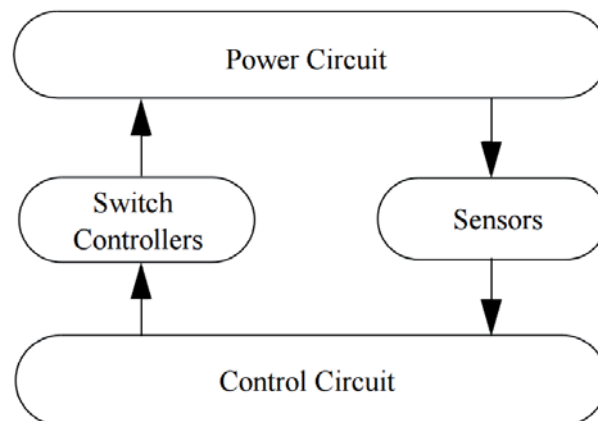 Power Circuit
Switch
Controllers
Sensors
Control Circuit